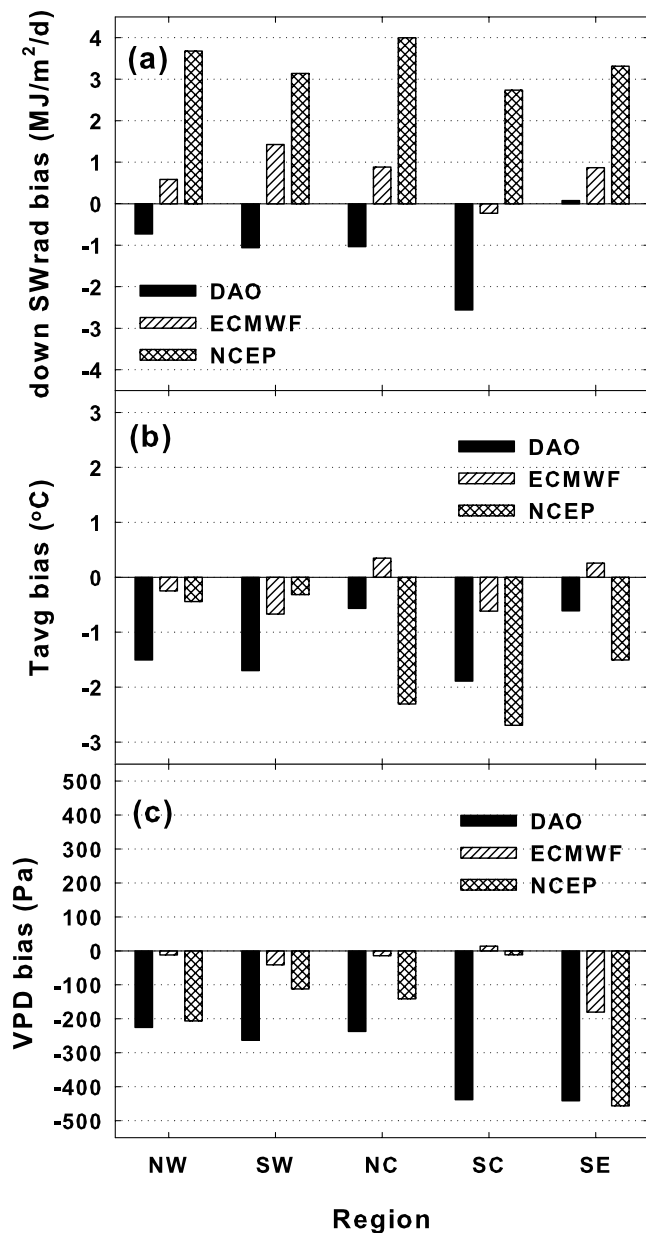 (a)
down SWrad bias (MJ/m²/d)
4
3
2
1
0
-1
-2
-3
-4
DAO
ECMWF
NCEP
(b)
Tavg bias (°C)
3
2
1
0
-1
-2
-3
DAO
ECMWF
NCEP
(c)
VPD bias (Pa)
500
400
300
200
100
0
-100
-200
-300
-400
-500
DAO
ECMWF
NCEP
NW SW NC SC SE
Region